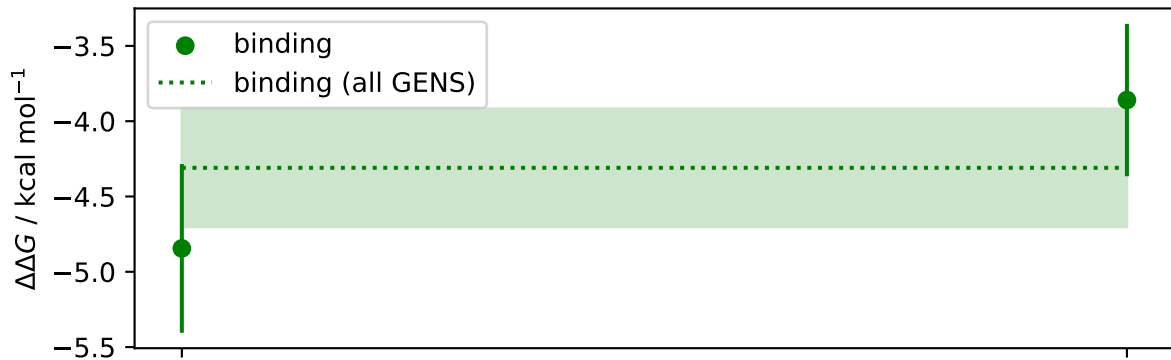 ΔΔG / kcal mol⁻¹
−3.5
−4.0
−4.5
−5.0
−5.5
binding
binding (all GENS)